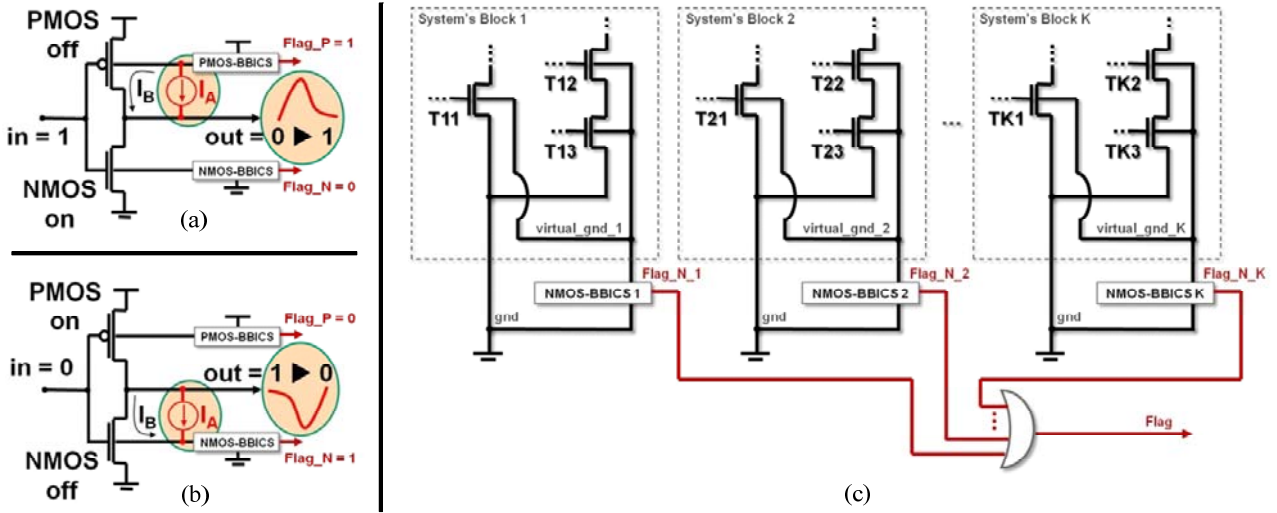 PMOS
off
Flag_P = 1
PMOS-BBICS
I_B
I_A
in = 1
out = 0 ► 1
NMOS-BBICS
Flag_N = 0
NMOS
on
(a)
PMOS
on
Flag_P = 0
PMOS-BBICS
in = 0
out = 1 ► 0
I_B
I_A
NMOS-BBICS
Flag_N = 1
NMOS
off
(b)
System's Block 1
T12
T11
T13
virtual_gnd_1
Flag_N_1
NMOS-BBICS 1
gnd
System's Block 2
T22
T21
T23
virtual_gnd_2
Flag_N_2
NMOS-BBICS 2
gnd
...
System's Block K
TK2
TK1
TK3
virtual_gnd_K
Flag_N_K
NMOS-BBICS K
gnd
Flag
(c)